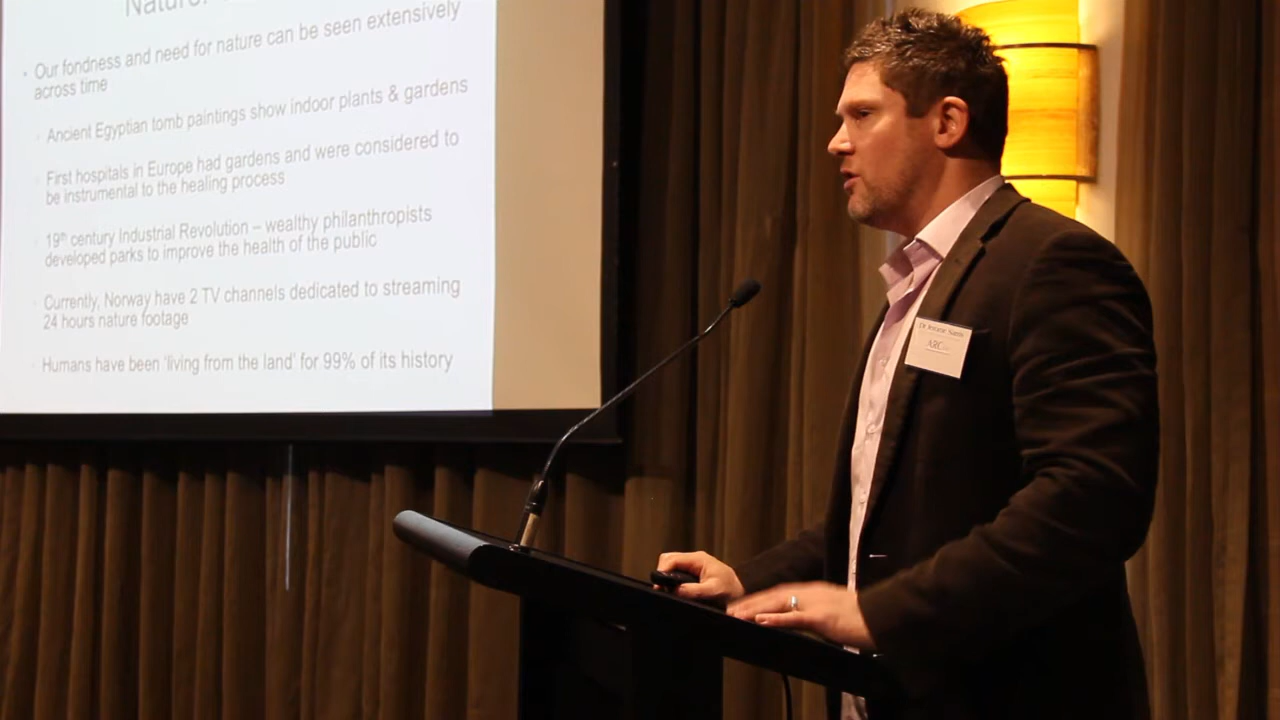 Nature:
Our fondness and need for nature can be seen extensively
across time
Ancient Egyptian tomb paintings show indoor plants & gardens
First hospitals in Europe had gardens and were considered to
be instrumental to the healing process
19th century Industrial Revolution – wealthy philanthropists
developed parks to improve the health of the public
Currently, Norway have 2 TV channels dedicated to streaming
24 hours nature footage
Humans have been 'living from the land' for 99% of its history
Dr
ARC